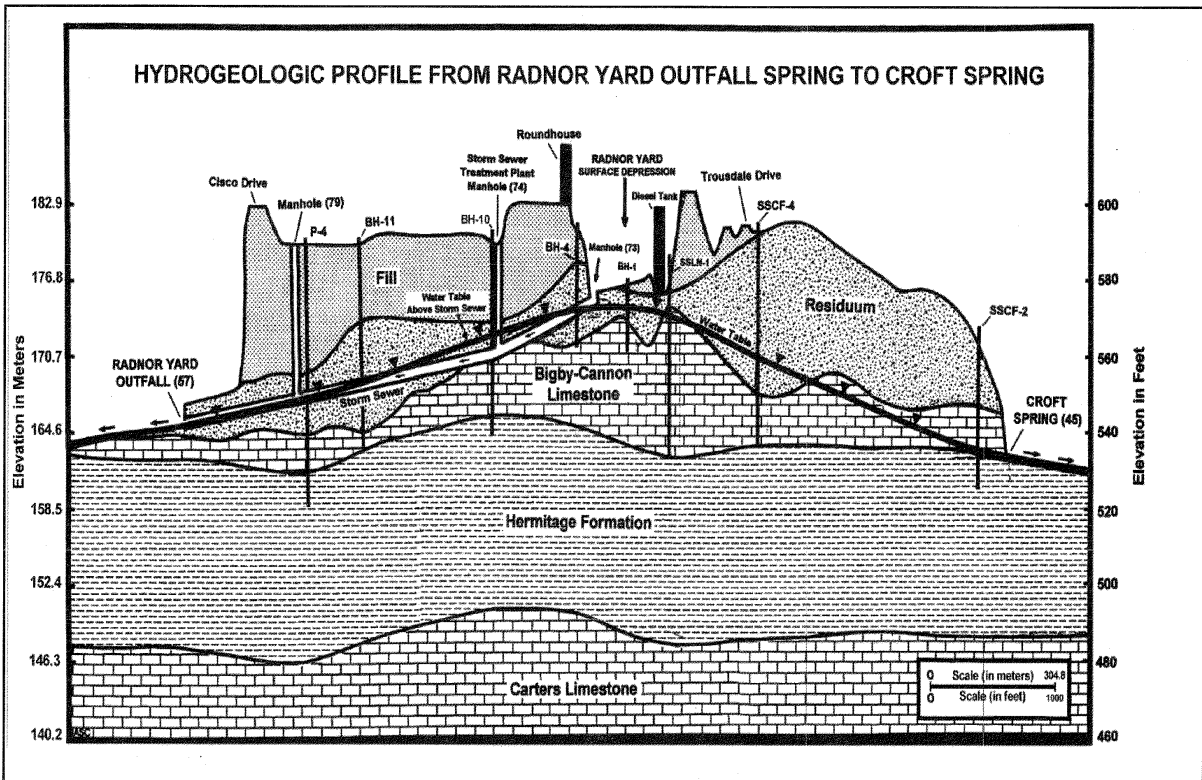 HYDROGEOLOGIC PROFILE FROM RADNOR YARD OUTFALL SPRING TO CROFT SPRING
Roundhouse
Storm Sewer
Treatment Plant
Manhole (74)
RADNOR YARD
SURFACE DEPRESSION
Cisco Drive
Manhole (79)
P-4
BH-11
BH-10
BH-4
Manhole (73)
BH-1
Diesel Tank
SSLN-1
Trousdale Drive
SSCF-4
SSCF-2
Fill
Water Table
Above Storm Sewer
Residuum
Water Table
RADNOR YARD
OUTFALL (57)
Storm Sewer
Bigby-Cannon
Limestone
CROFT
SPRING (45)
Hermitage Formation
Carters Limestone
Elevation in Meters
182.9
176.8
170.7
164.6
158.5
152.4
146.3
140.2
Elevation in Feet
600
580
560
540
520
500
480
460
0 Scale (in meters) 304.8
0 Scale (in feet) 1000
ASC